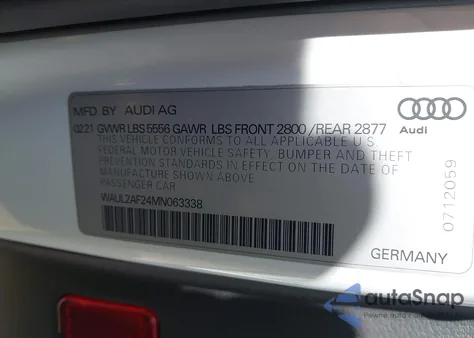 MFD BY AUDI AG
0221 GVWR LBS 5556 GAWR LBS FRONT 2800 / REAR 2877
THIS VEHICLE CONFORMS TO ALL APPLICABLE U.S.
FEDERAL MOTOR VEHICLE SAFETY, BUMPER AND THEFT
PREVENTION STANDARDS IN EFFECT ON THE DATE OF
MANUFACTURE SHOWN ABOVE.
PASSENGER CAR
WAUL2AF24MN063338
Audi
0712059
GERMANY
autoSnap